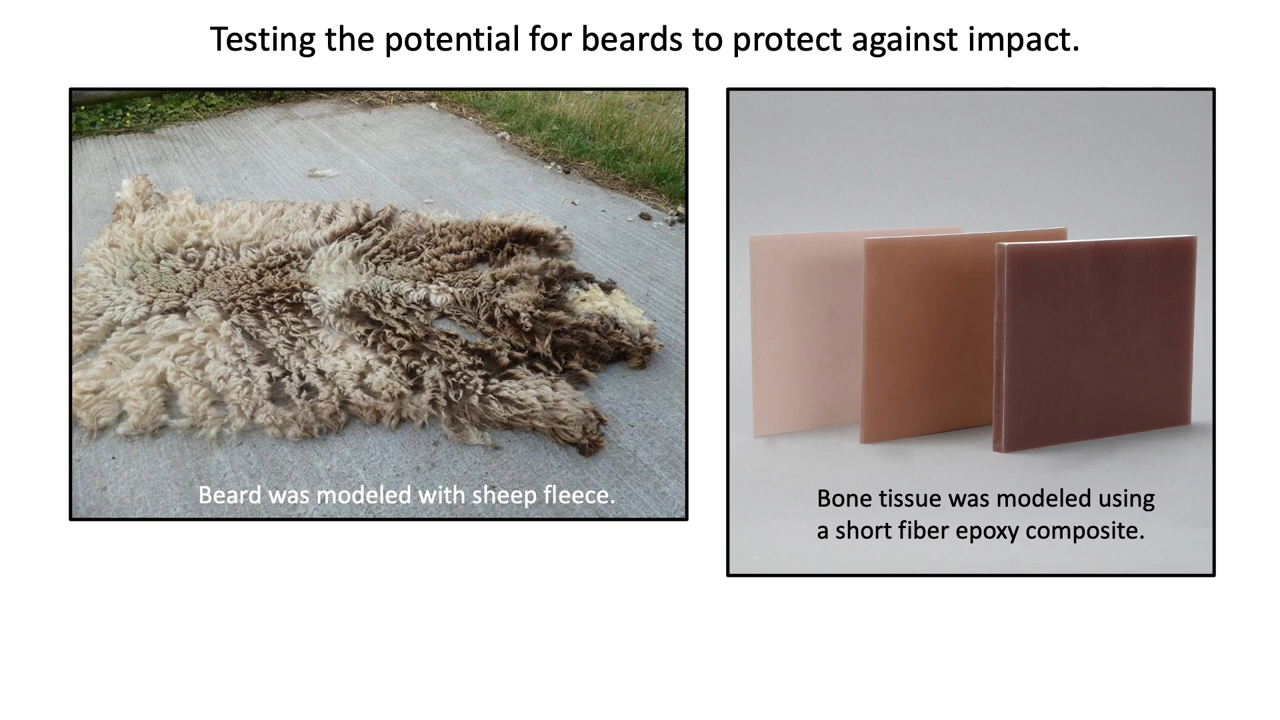 Testing the potential for beards to protect against impact.
Beard was modeled with sheep fleece.
Bone tissue was modeled using
a short fiber epoxy composite.